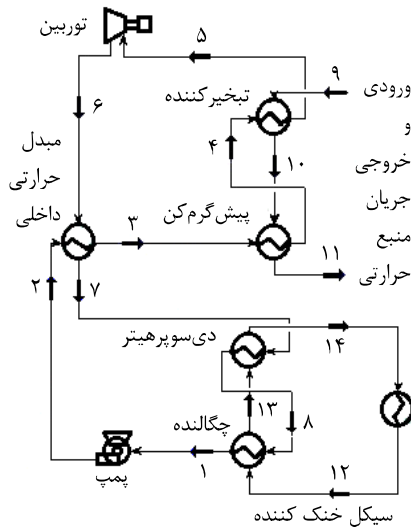 توربین
۵
تبخیرکننده
۹
ورودی
و
خروجی
جریان
منبع
حرارتی
۶
۴
۱۰
مبدل
حرارتی
داخلی
۳
پیش‌گرم‌کن
۱۱
۲
۷
دی‌سوپرهیتر
۱۴
۱۳
۸
چگالنده
۱
پمپ
۱۲
سیکل خنک کننده